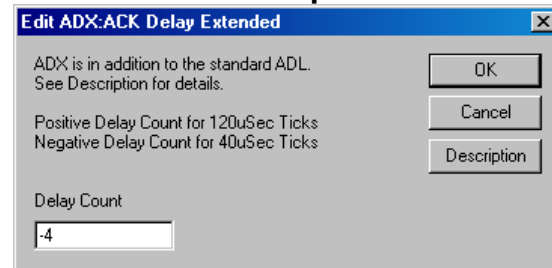 Edit ADX:ACK Delay Extended
ADX is in addition to the standard ADL.
See Description for details.
Positive Delay Count for 120uSec Ticks
Negative Delay Count for 40uSec Ticks
Delay Count
-4
OK
Cancel
Description